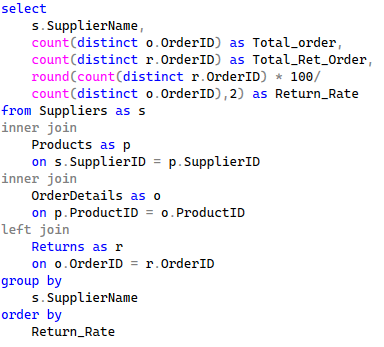 select
    s.SupplierName,
    count(distinct o.OrderID) as Total_order,
    count(distinct r.OrderID) as Total_Ret_Order,
    round(count(distinct r.OrderID) * 100/
    count(distinct o.OrderID),2) as Return_Rate
from Suppliers as s
inner join
    Products as p
    on s.SupplierID = p.SupplierID
inner join
    OrderDetails as o
    on p.ProductID = o.ProductID
left join
    Returns as r
    on o.OrderID = r.OrderID
group by
    s.SupplierName
order by
    Return_Rate